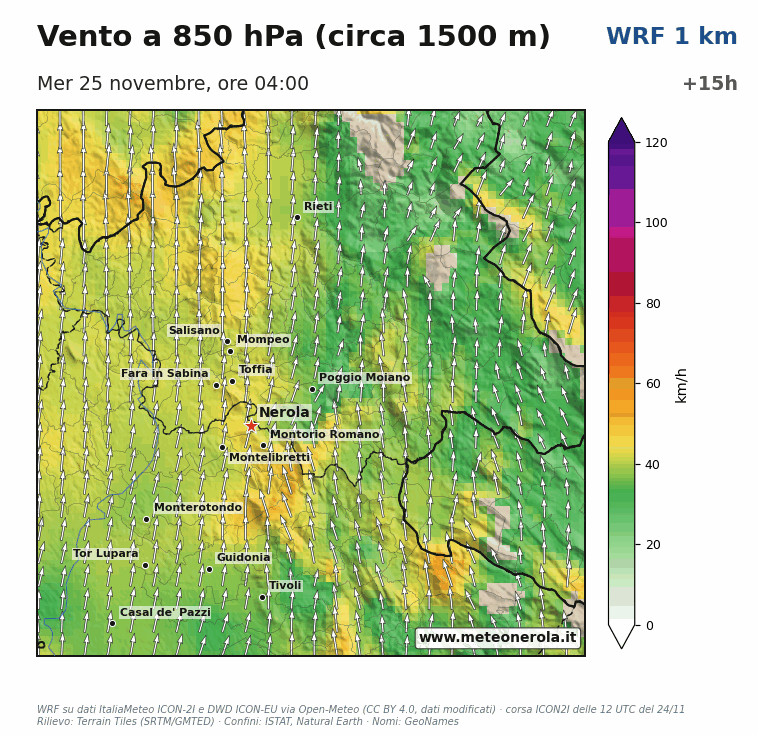 Vento a 850 hPa (circa 1500 m)
WRF 1 km
Mer 25 novembre, ore 04:00
+15h
Rieti
Salisano
Mompeo
Fara in Sabina
Toffia
Poggio Moiano
Nerola
Montorio Romano
Montelibretti
Monterotondo
Tor Lupara
Guidonia
Tivoli
Casal de' Pazzi
www.meteonerola.it
120
100
80
60
40
20
0
km/h
WRF su dati ItaliaMeteo ICON-2I e DWD ICON-EU via Open-Meteo (CC BY 4.0, dati modificati) · corsa ICON2I delle 12 UTC del 24/11
Rilievo: Terrain Tiles (SRTM/GMTED) · Confini: ISTAT, Natural Earth · Nomi: GeoNames